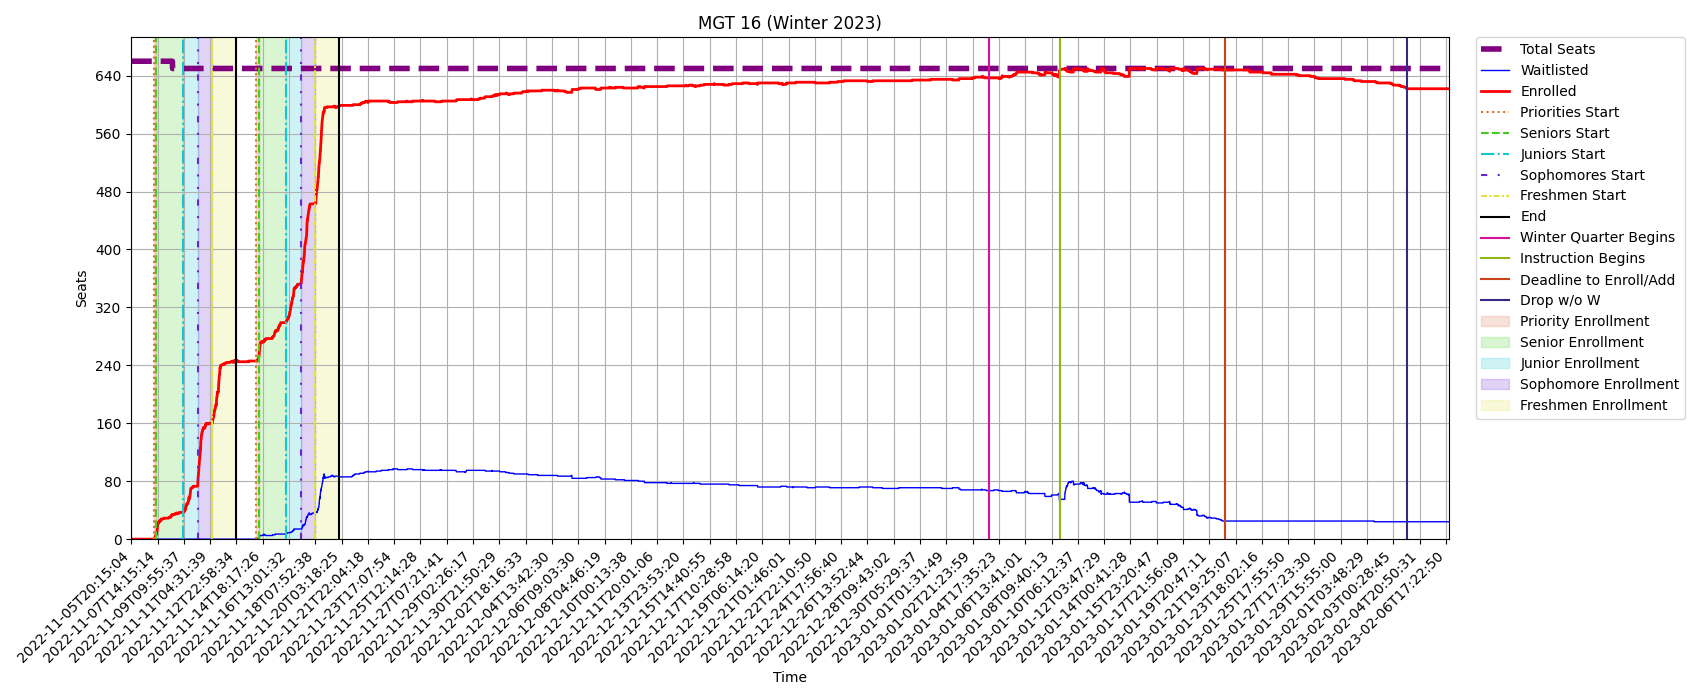 MGT 16 (Winter 2023)
Seats
640
560
480
400
320
240
160
80
0
2022-11-05T20:15:04
2022-11-07T14:15:14
2022-11-09T09:55:37
2022-11-11T04:31:39
2022-11-12T22:58:34
2022-11-14T18:17:26
2022-11-16T13:01:32
2022-11-18T07:52:38
2022-11-20T03:18:25
2022-11-21T22:04:18
2022-11-23T17:07:54
2022-11-25T12:14:28
2022-11-27T07:21:41
2022-11-29T02:26:17
2022-11-30T21:50:29
2022-12-02T18:16:33
2022-12-04T13:42:30
2022-12-06T09:03:30
2022-12-08T04:46:19
2022-12-10T00:13:38
2022-12-11T20:01:06
2022-12-13T23:53:20
2022-12-15T14:40:55
2022-12-17T10:28:58
2022-12-19T06:14:20
2022-12-21T01:46:01
2022-12-22T22:10:50
2022-12-24T17:56:40
2022-12-26T13:52:44
2022-12-28T09:43:02
2022-12-30T05:29:37
2023-01-01T01:31:49
2023-01-02T21:23:59
2023-01-04T17:35:23
2023-01-06T13:41:01
2023-01-08T09:40:13
2023-01-10T06:12:37
2023-01-12T03:47:29
2023-01-14T00:41:28
2023-01-15T23:20:47
2023-01-17T21:56:09
2023-01-19T20:47:11
2023-01-21T19:25:07
2023-01-23T18:02:16
2023-01-25T17:55:50
2023-01-27T17:23:30
2023-01-29T15:55:00
2023-02-01T03:48:29
2023-02-03T00:28:45
2023-02-04T20:50:31
2023-02-06T17:22:50
Time
Total Seats
Waitlisted
Enrolled
Priorities Start
Seniors Start
Juniors Start
Sophomores Start
Freshmen Start
End
Winter Quarter Begins
Instruction Begins
Deadline to Enroll/Add
Drop w/o W
Priority Enrollment
Senior Enrollment
Junior Enrollment
Sophomore Enrollment
Freshmen Enrollment